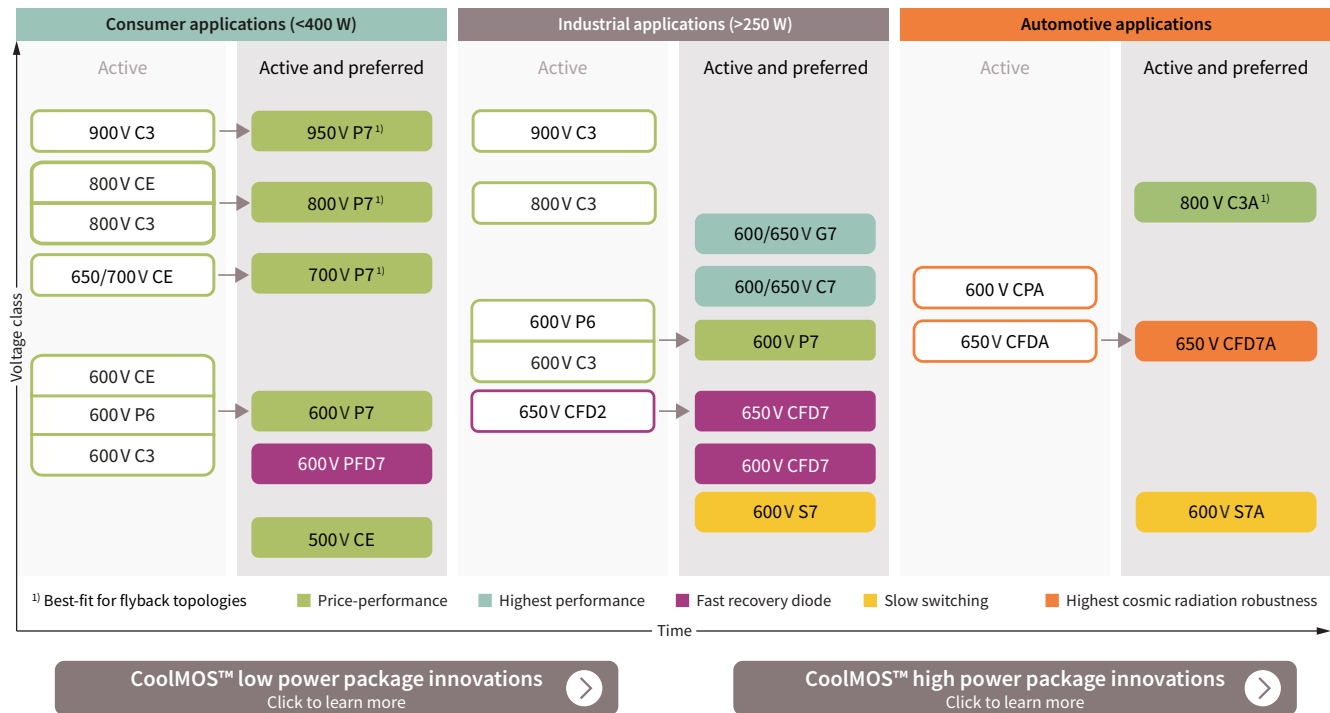 Consumer applications (<400 W)
Industrial applications (>250 W)
Automotive applications
Active
Active and preferred
Active
Active and preferred
Active
Active and preferred
Voltage class
900 V C3
950 V P7 1)
800 V CE
800 V C3
800 V P7 1)
650/700 V CE
700 V P7 1)
600 V CE
600 V P6
600 V C3
600 V P7
600 V PFD7
500 V CE
900 V C3
800 V C3
600/650 V G7
600/650 V C7
600 V P6
600 V C3
600 V P7
650 V CFD2
650 V CFD7
600 V CFD7
600 V S7
800 V C3A 1)
600 V CPA
650 V CFDA
650 V CFD7A
600 V S7A
1) Best-fit for flyback topologies
Price-performance
Highest performance
Fast recovery diode
Slow switching
Highest cosmic radiation robustness
Time
CoolMOS™ low power package innovations
Click to learn more
CoolMOS™ high power package innovations
Click to learn more